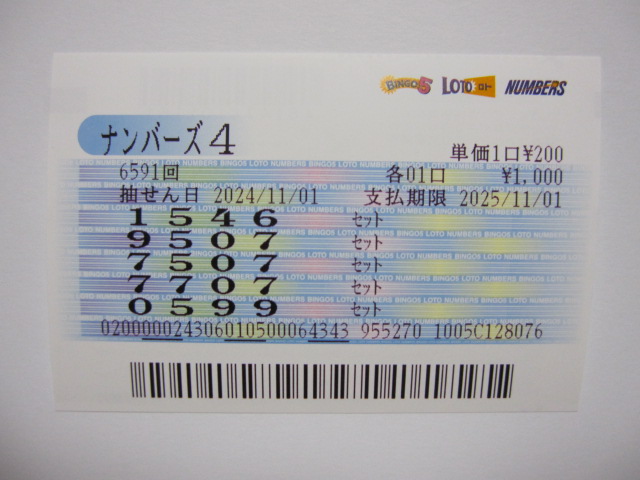 BINGO5 LOTO ロト NUMBERS
ナンバーズ4
単価1口¥200
6591回 各01口 ¥1,000
抽せん日 2024/11/01 支払期限 2025/11/01
1546 セット
9507 セット
7507 セット
7707 セット
0599 セット
020000024306010500064343 955270 1005C128076